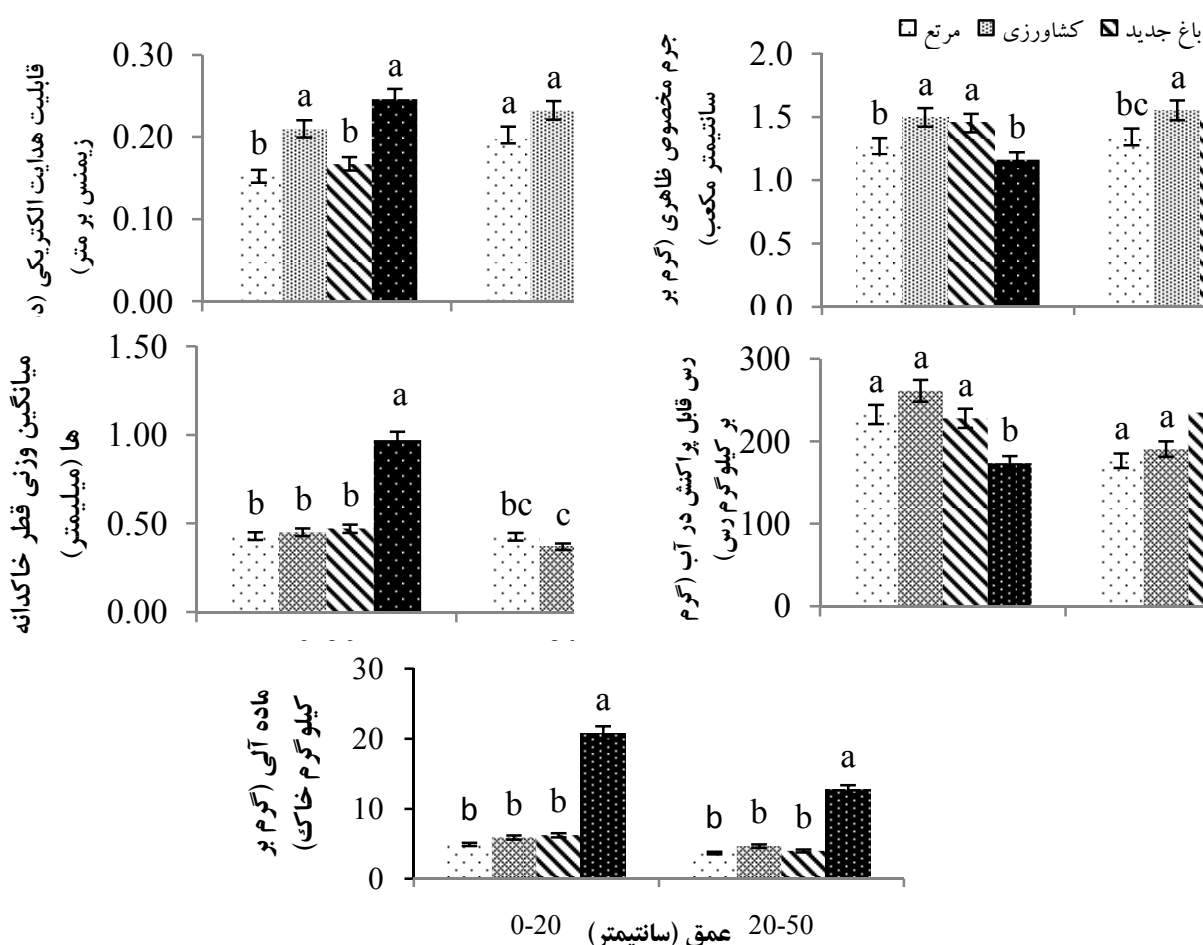 مرتع کشاورزی باغ جدید
قابلیت هدایت الکتریکی (د
زیمنس بر متر)
0.30
0.20
0.10
0.00
b
a
b
a
a
a
جرم مخصوص ظاهری (گرم بر
سانتیمتر مکعب)
2.0
1.5
1.0
0.5
b
a
a
b
bc
a
میانگین وزنی قطر خاکدانه
ها (میلیمتر)
1.50
1.00
0.50
0.00
b
b
b
a
bc
c
رس قابل پراکنش در آب (گرم
بر کیلوگرم رس)
300
200
100
0
a
a
a
b
a
a
ماده آلی (گرم بر
کیلوگرم خاک)
30
20
10
0
b
b
b
a
b
b
b
a
0-20
20-50
عمق (سانتیمتر)